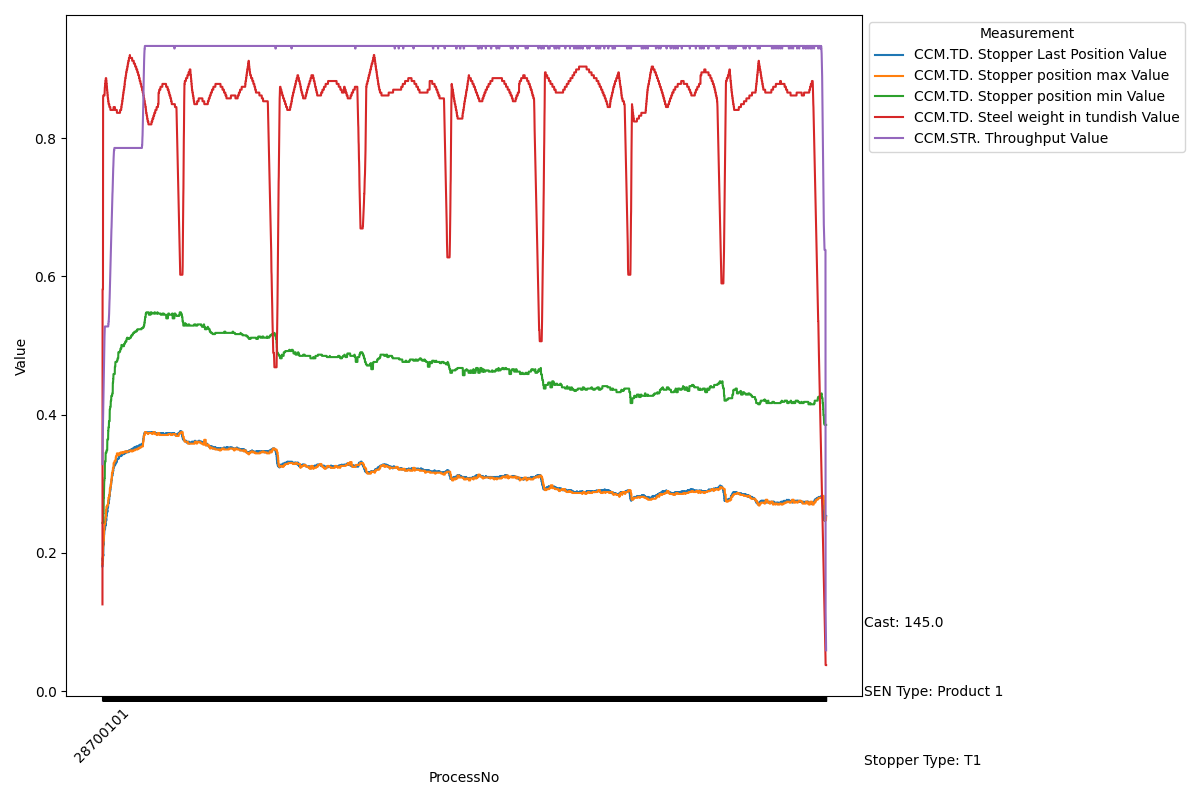 Measurement
CCM.TD. Stopper Last Position Value
CCM.TD. Stopper position max Value
CCM.TD. Stopper position min Value
CCM.TD. Steel weight in tundish Value
CCM.STR. Throughput Value
0.8
0.6
Value
0.4
0.2
0.0
Cast: 145.0
SEN Type: Product 1
Stopper Type: T1
28700101
ProcessNo